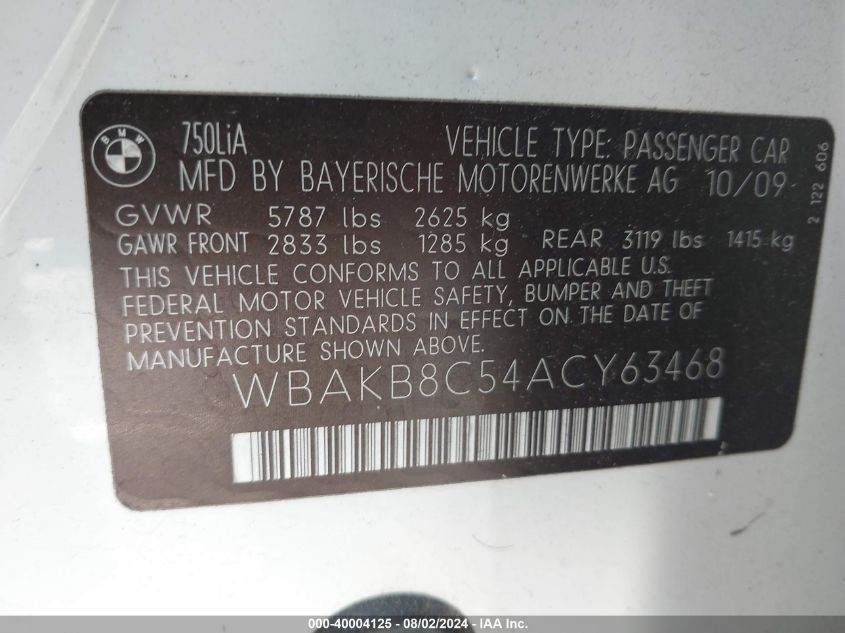 BMW
750LiA VEHICLE TYPE: PASSENGER CAR
MFD BY BAYERISCHE MOTORENWERKE AG 10/09
GVWR 5787 lbs 2625 kg
GAWR FRONT 2833 lbs 1285 kg REAR 3119 lbs 1415 kg
THIS VEHICLE CONFORMS TO ALL APPLICABLE U.S.
FEDERAL MOTOR VEHICLE SAFETY, BUMPER AND THEFT
PREVENTION STANDARDS IN EFFECT ON THE DATE OF
MANUFACTURE SHOWN ABOVE.
WBAKB8C54ACY63468
2 122 606
000-40004125 - 08/02/2024 - IAA Inc.